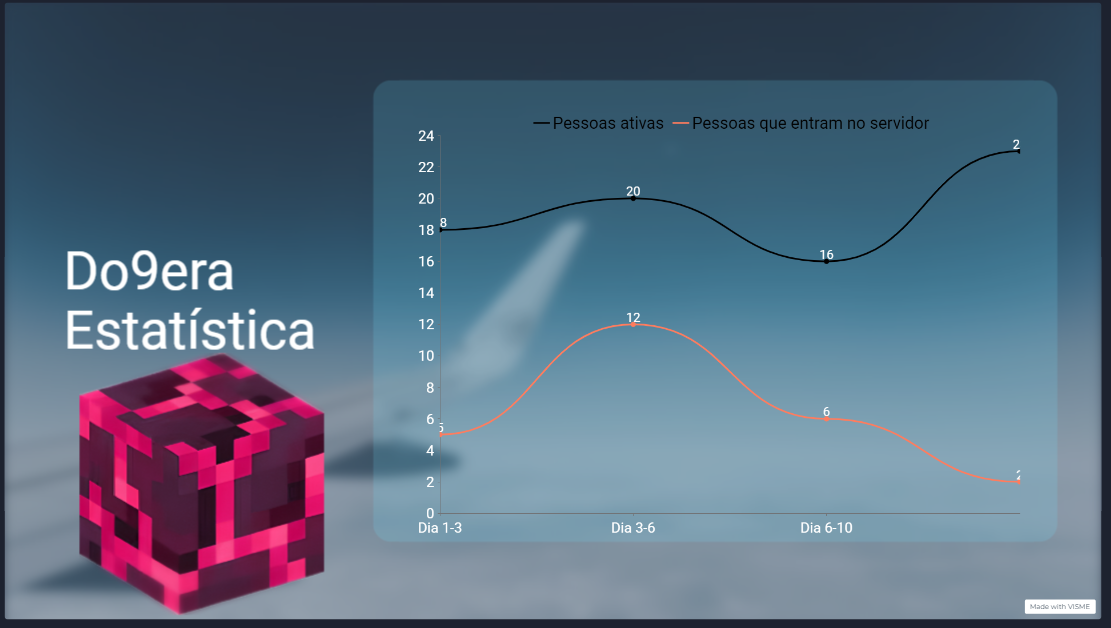 Do9era
Estatística
Pessoas ativas
Pessoas que entram no servidor
24
22
20
18
16
14
12
10
8
6
4
2
0
8
20
16
2
5
12
6
2
Dia 1-3
Dia 3-6
Dia 6-10
Made with VISME